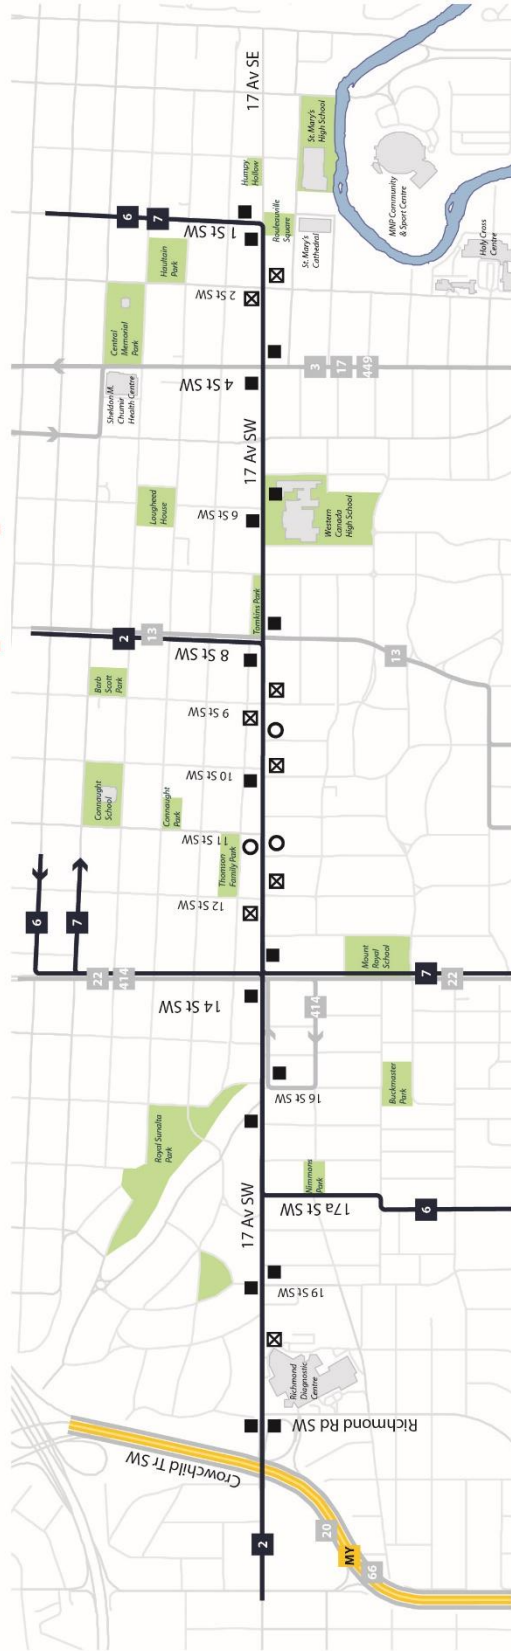 17 Av SE
St. Mary's
High School
Humpy
Hollow
MNP Community
& Sport Centre
Rouleauville
Square
St. Mary's
Cathedral
Holy Cross
Centre
6
7
1 St SW
Haultain
Park
2 St SW
Central
Memorial
Park
Sheldon M.
Chumir
Health Centre
4 St SW
3
17
449
17 Av SW
Lougheed
House
6 St SW
Western
Canada
High School
Tomkins Park
2
13
8 St SW
13
Barb
Scott
Park
9 St SW
10 St SW
Connaught
School
Connaught
Park
11 St SW
Thomson
Family Park
12 St SW
6
7
22
414
Mount
Royal
School
7
22
14 St SW
414
16 St SW
Buckmaster
Park
Royal Sunalta
Park
Nimmons
Park
17a St SW
6
17 Av SW
19 St SW
Richmond
Diagnostic
Centre
Richmond Rd SW
Crowchild Tr SW
2
20
MY
66